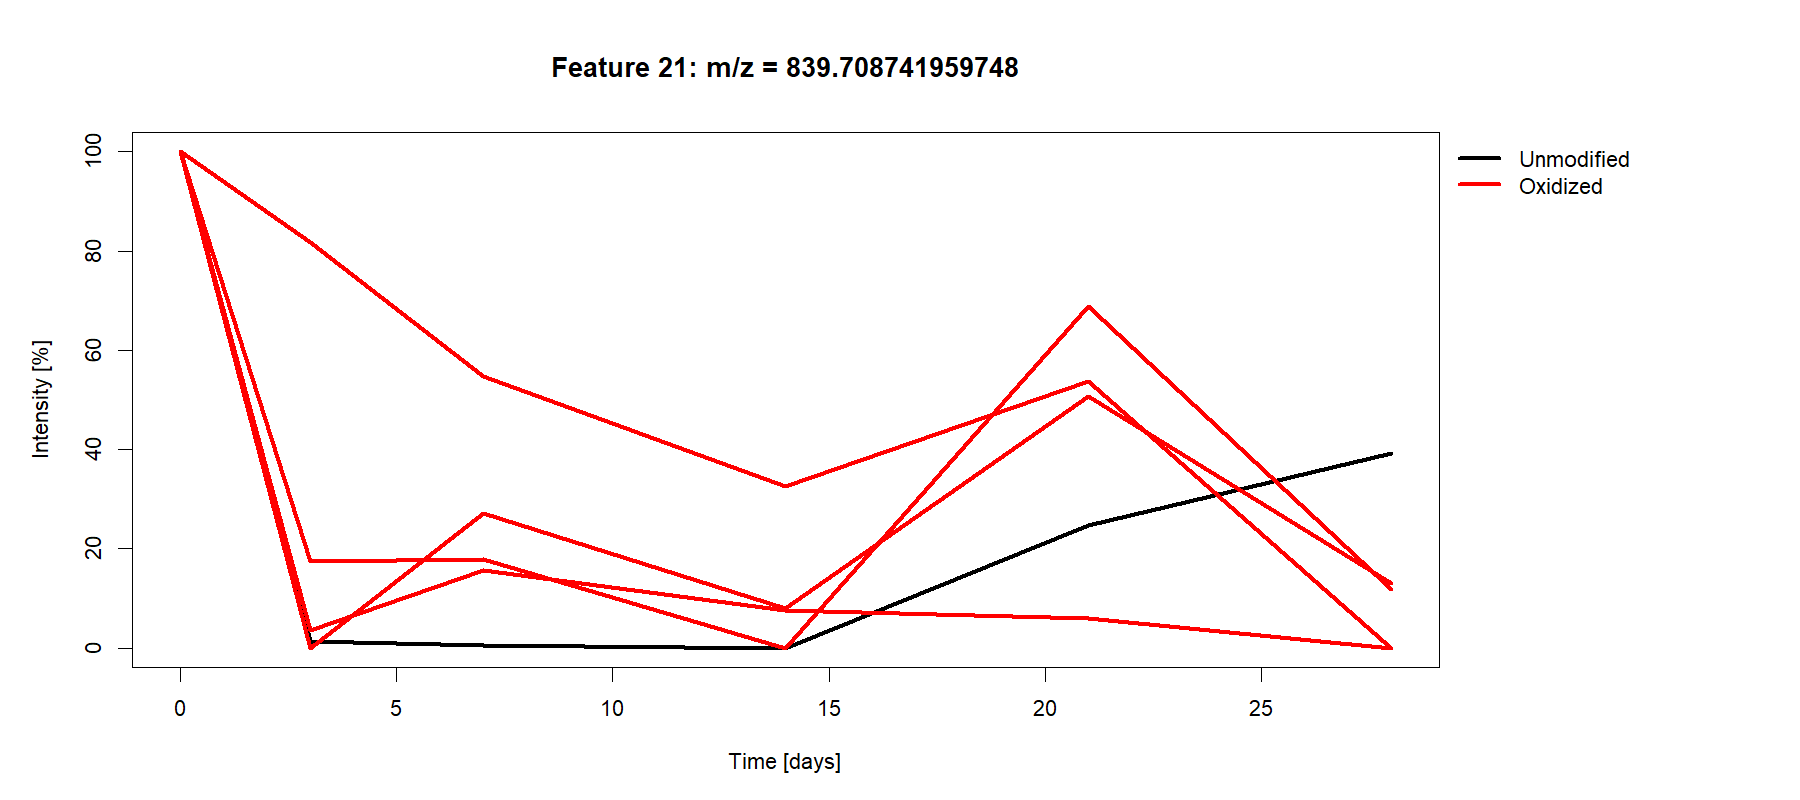 Feature 21: m/z = 839.708741959748
Unmodified
Oxidized
Intensity [%]
100
80
60
40
20
0
0 5 10 15 20 25
Time [days]